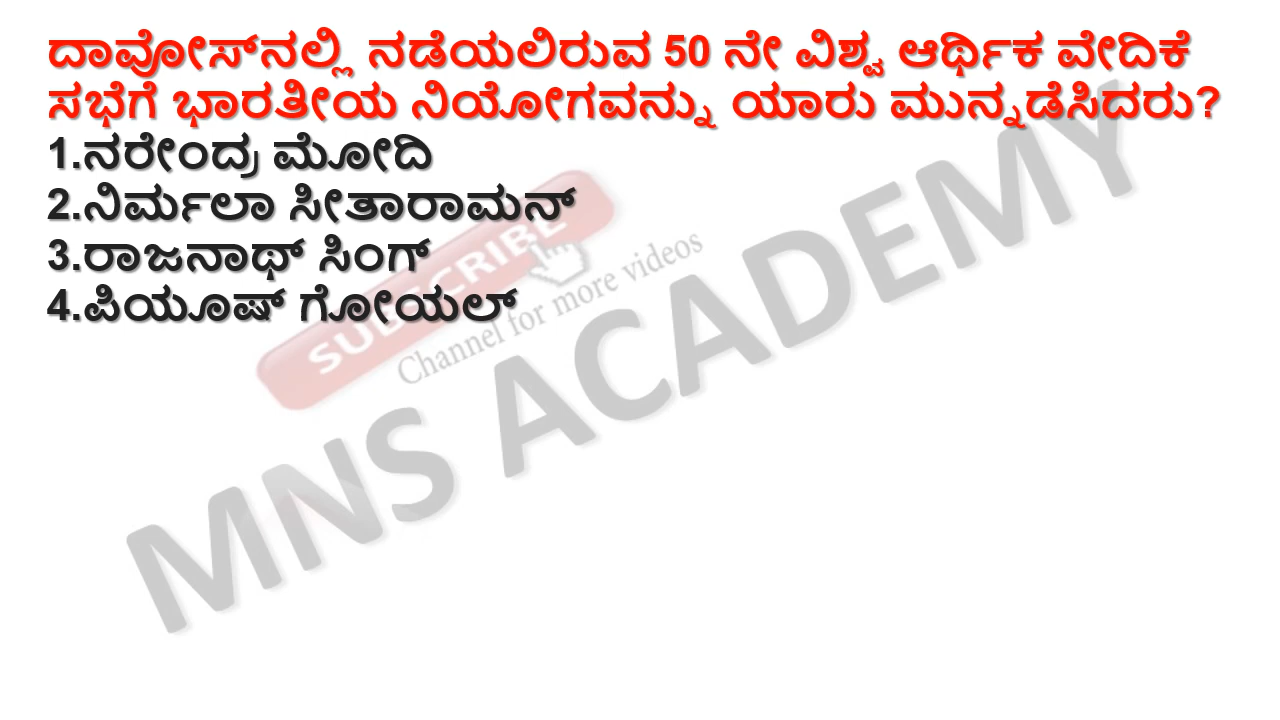 ದಾವೋಸ್‌ನಲ್ಲಿ ನಡೆಯಲಿರುವ 50 ನೇ ವಿಶ್ವ ಆರ್ಥಿಕ ವೇದಿಕೆ
ಸಭೆಗೆ ಭಾರತೀಯ ನಿಯೋಗವನ್ನು ಯಾರು ಮುನ್ನಡೆಸಿದರು?
1.ನರೇಂದ್ರ ಮೋದಿ
2.ನಿರ್ಮಲಾ ಸೀತಾರಾಮನ್
3.ರಾಜನಾಥ್ ಸಿಂಗ್
4.ಪಿಯೂಷ್ ಗೋಯಲ್
SUBSCRIBE
Channel for more videos
MNS ACADEMY